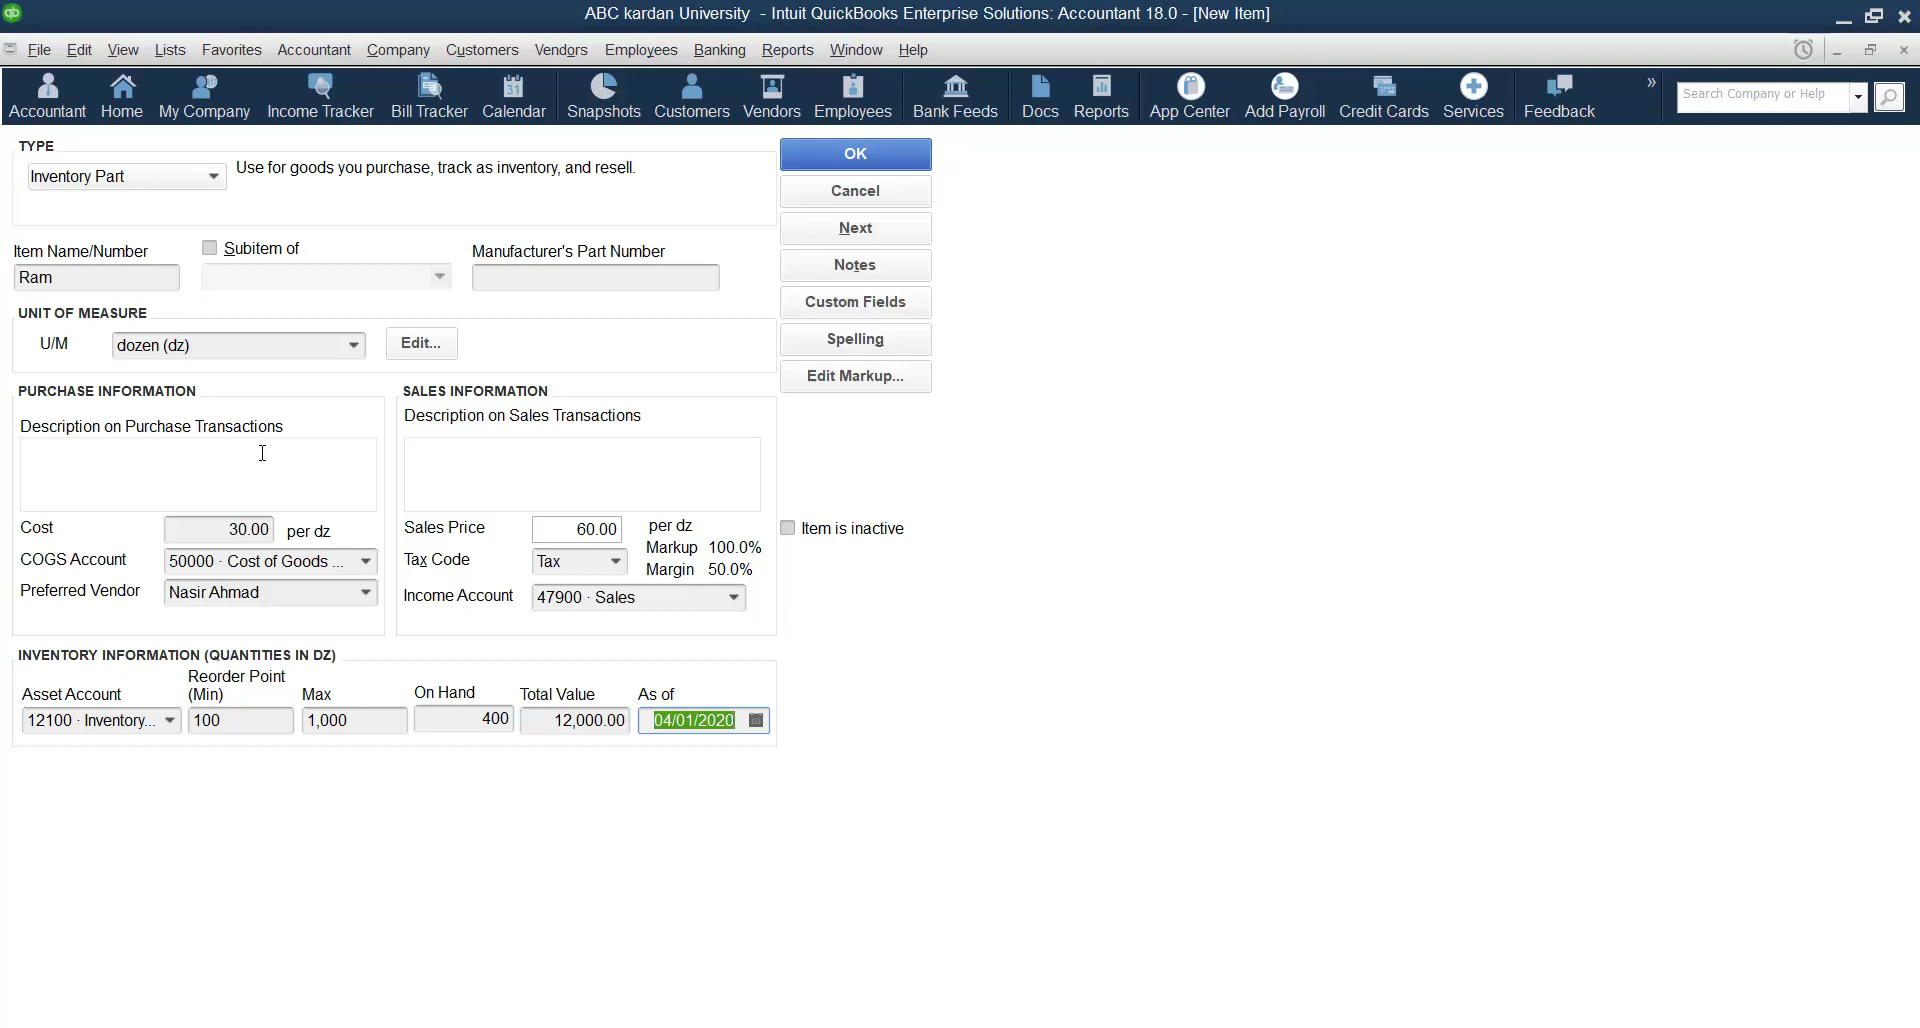 ABC kardan University - Intuit QuickBooks Enterprise Solutions: Accountant 18.0 - [New Item]
File Edit View Lists Favorites Accountant Company Customers Vendors Employees Banking Reports Window Help
Accountant Home My Company Income Tracker Bill Tracker Calendar Snapshots Customers Vendors Employees Bank Feeds Docs Reports App Center Add Payroll Credit Cards Services Feedback » Search Company or Help
TYPE
Inventory Part Use for goods you purchase, track as inventory, and resell.
OK
Cancel
Next
Notes
Custom Fields
Spelling
Edit Markup...
Item Name/Number Subitem of Manufacturer's Part Number
Ram
UNIT OF MEASURE
U/M dozen (dz) Edit...
PURCHASE INFORMATION
Description on Purchase Transactions
Cost 30.00 per dz
COGS Account 50000 · Cost of Goods ...
Preferred Vendor Nasir Ahmad
SALES INFORMATION
Description on Sales Transactions
Sales Price 60.00 per dz
Markup 100.0%
Tax Code Tax
Margin 50.0%
Income Account 47900 · Sales
Item is inactive
INVENTORY INFORMATION (QUANTITIES IN DZ)
Asset Account Reorder Point (Min) Max On Hand Total Value As of
12100 · Inventory... 100 1,000 400 12,000.00 04/01/2020